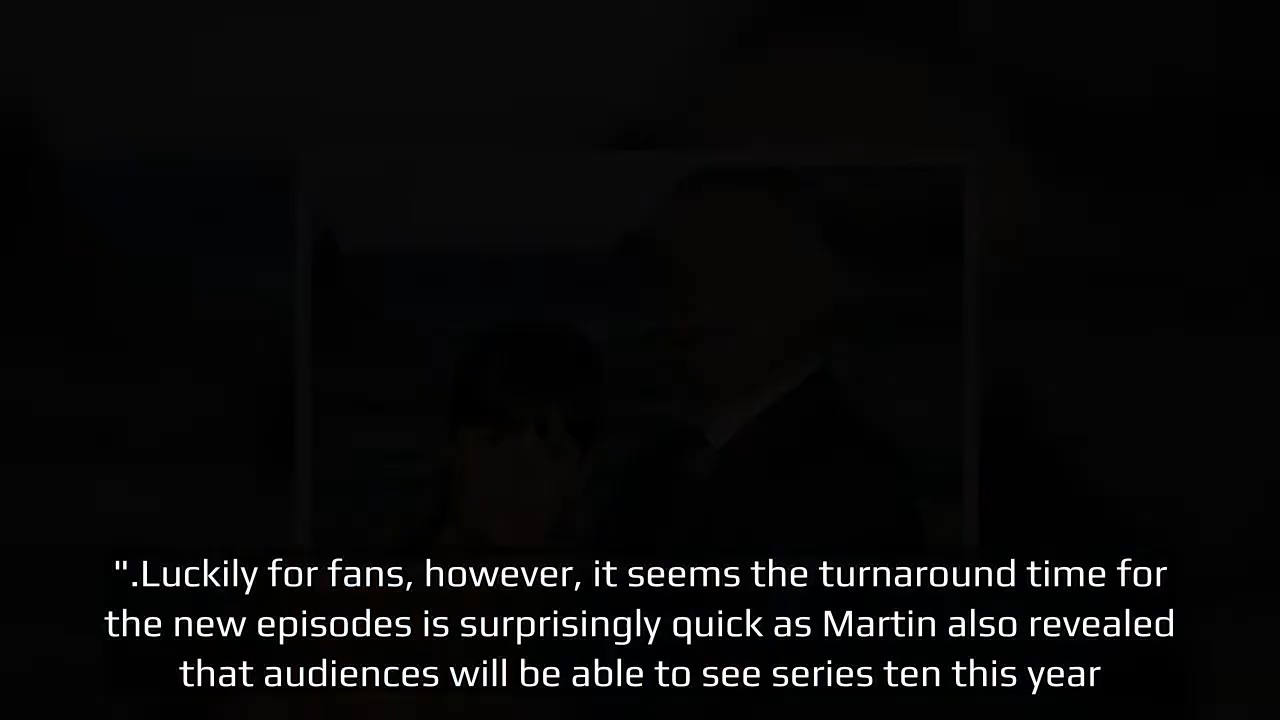 ".Luckily for fans, however, it seems the turnaround time for
the new episodes is surprisingly quick as Martin also revealed
that audiences will be able to see series ten this year